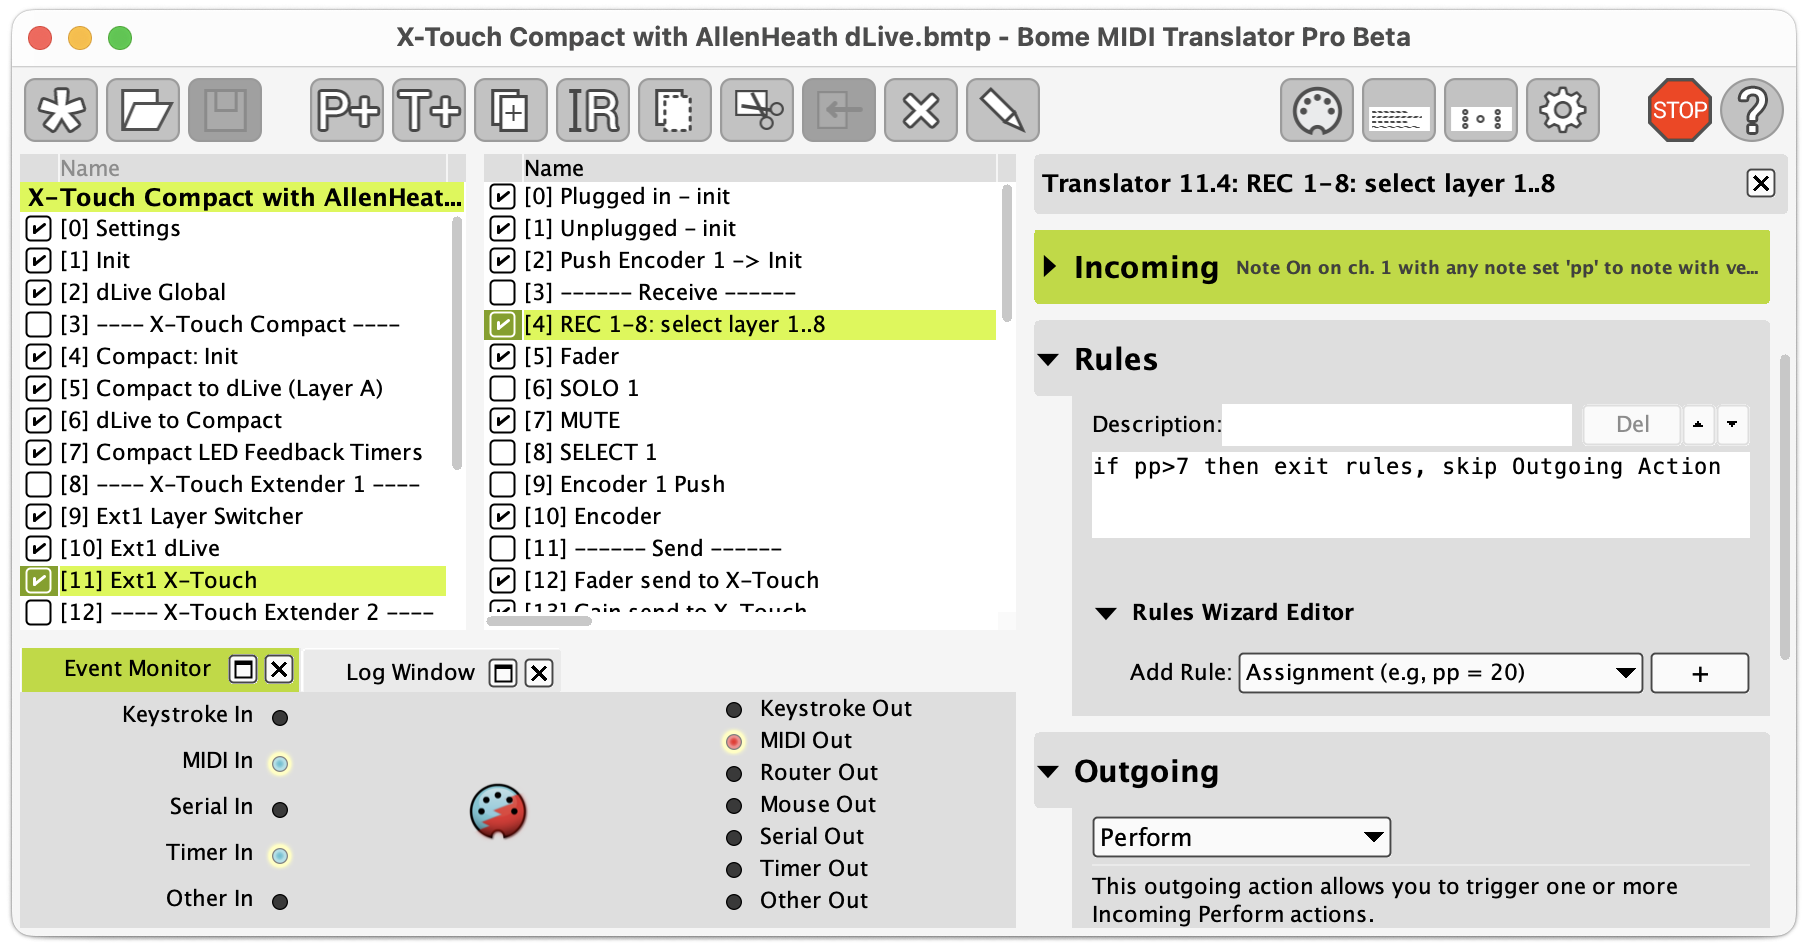 X-Touch Compact with AllenHeath dLive.bmtp - Bome MIDI Translator Pro Beta
P+ T+ IR STOP ?
Name
X-Touch Compact with AllenHeat...
[0] Settings
[1] Init
[2] dLive Global
[3] ---- X-Touch Compact ----
[4] Compact: Init
[5] Compact to dLive (Layer A)
[6] dLive to Compact
[7] Compact LED Feedback Timers
[8] ---- X-Touch Extender 1 ----
[9] Ext1 Layer Switcher
[10] Ext1 dLive
[11] Ext1 X-Touch
[12] ---- X-Touch Extender 2 ----
Name
[0] Plugged in - init
[1] Unplugged - init
[2] Push Encoder 1 -> Init
[3] ------ Receive ------
[4] REC 1-8: select layer 1..8
[5] Fader
[6] SOLO 1
[7] MUTE
[8] SELECT 1
[9] Encoder 1 Push
[10] Encoder
[11] ------ Send ------
[12] Fader send to X-Touch
[13] Gain send to X-Touch
Translator 11.4: REC 1-8: select layer 1..8
Incoming Note On on ch. 1 with any note set 'pp' to note with ve...
Rules
Description: Del
if pp>7 then exit rules, skip Outgoing Action
Rules Wizard Editor
Add Rule: Assignment (e.g, pp = 20) +
Outgoing
Perform
This outgoing action allows you to trigger one or more
Incoming Perform actions.
Event Monitor
Log Window
Keystroke In
MIDI In
Serial In
Timer In
Other In
Keystroke Out
MIDI Out
Router Out
Mouse Out
Serial Out
Timer Out
Other Out